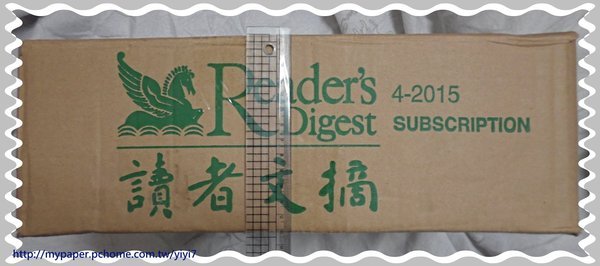 Reader's
Digest
4-2015
SUBSCRIPTION
讀者文摘
http://mypaper.pchome.com.tw/yiyi7